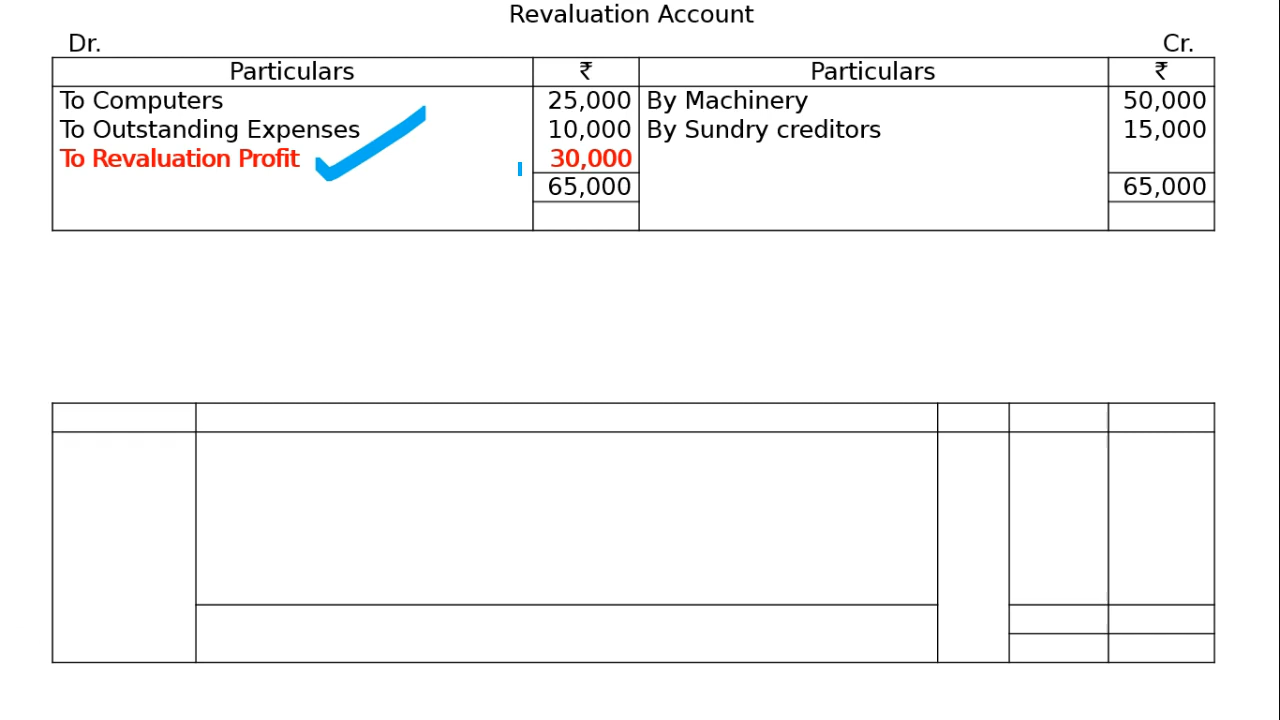 Revaluation Account
Dr. Cr.
Particulars ₹ Particulars ₹
To Computers 25,000 By Machinery 50,000
To Outstanding Expenses 10,000 By Sundry creditors 15,000
To Revaluation Profit 30,000
65,000 65,000